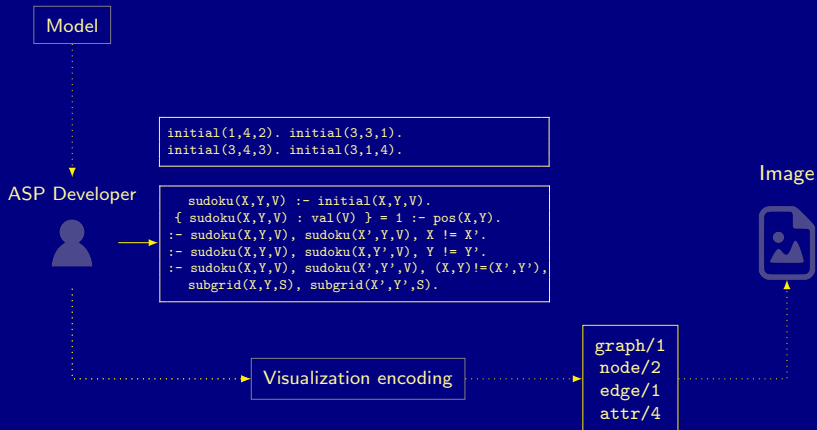 Model
initial(1,4,2). initial(3,3,1).
initial(3,4,3). initial(3,1,4).
ASP Developer
sudoku(X,Y,V) :- initial(X,Y,V).
{ sudoku(X,Y,V) : val(V) } = 1 :- pos(X,Y).
:- sudoku(X,Y,V), sudoku(X',Y,V), X != X'.
:- sudoku(X,Y,V), sudoku(X,Y',V), Y != Y'.
:- sudoku(X,Y,V), sudoku(X',Y',V), (X,Y)!=(X',Y'),
subgrid(X,Y,S), subgrid(X',Y',S).
Image
Visualization encoding
graph/1
node/2
edge/1
attr/4